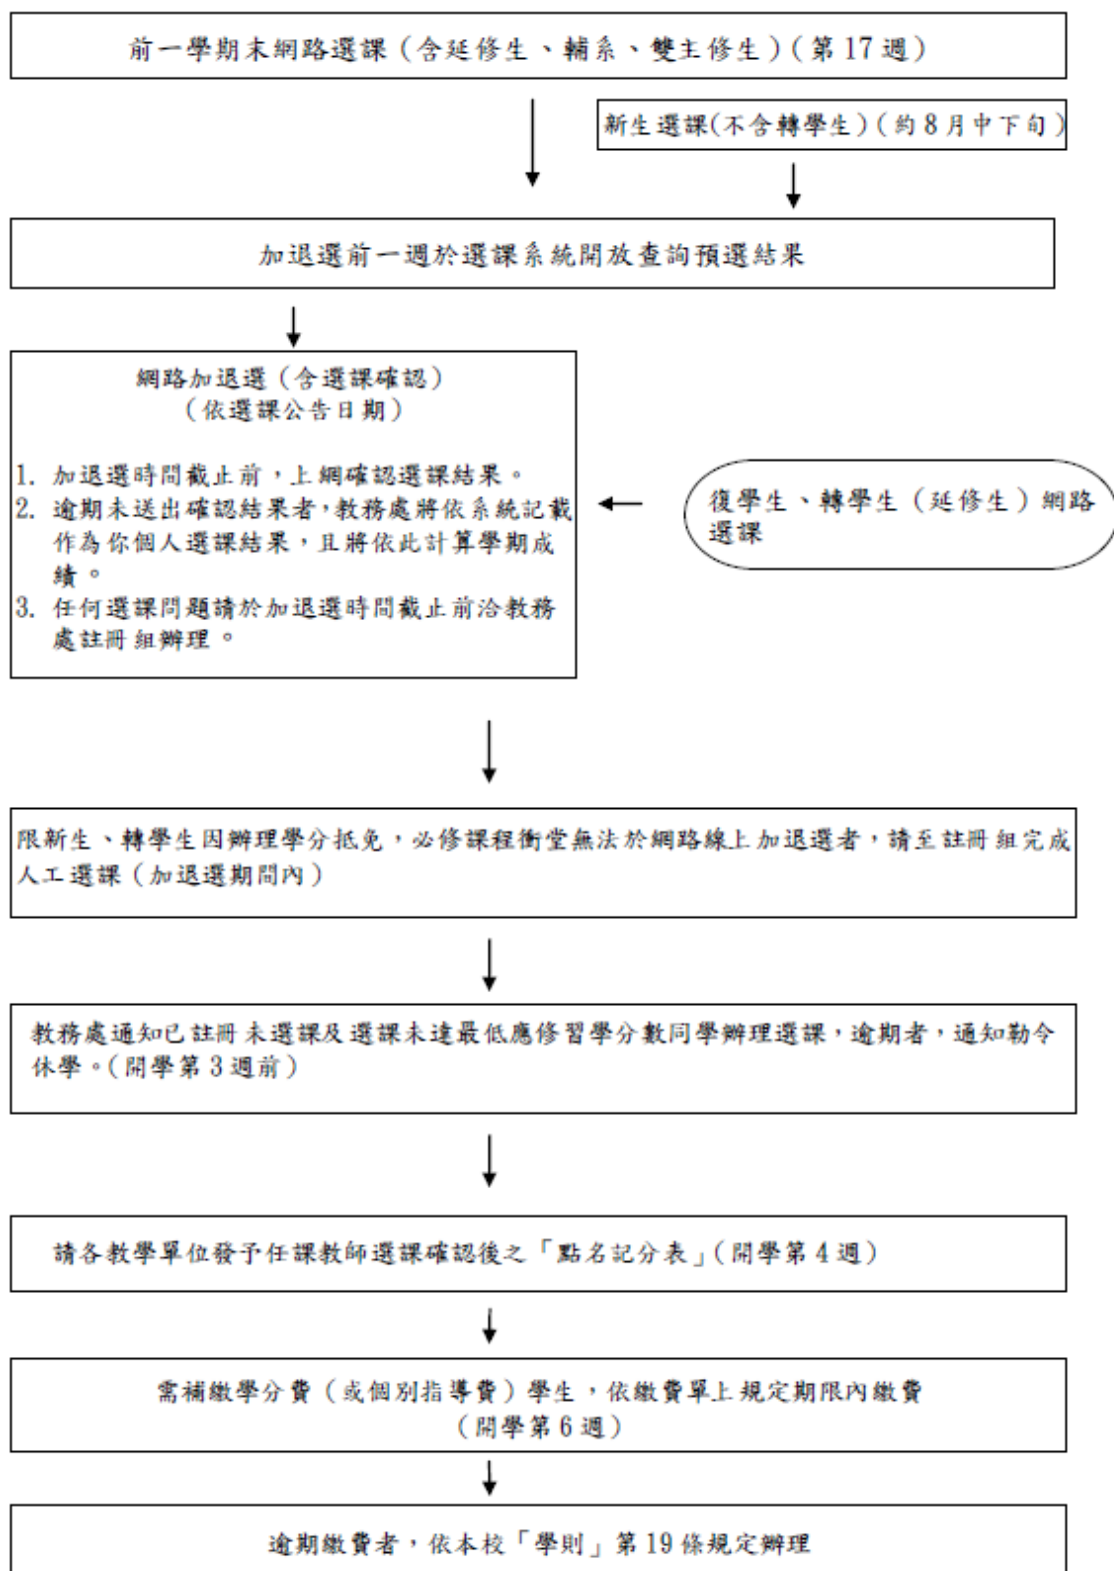 前一學期末網路選課（含延修生、輔系、雙主修生）（第 17 週）
新生選課(不含轉學生)（約 8 月中下旬）
加退選前一週於選課系統開放查詢預選結果
網路加退選（含選課確認）
（依選課公告日期）
1. 加退選時間截止前，上網確認選課結果。
2. 逾期未送出確認結果者，教務處將依系統記載
作為你個人選課結果，且將依此計算學期成
績。
3. 任何選課問題請於加退選時間截止前洽教務
處註冊組辦理。
復學生、轉學生（延修生）網路
選課
限新生、轉學生因辦理學分抵免，必修課程衝堂無法於網路線上加退選者，請至註冊組完成
人工選課（加退選期間內）
教務處通知已註冊未選課及選課未達最低應修習學分數同學辦理選課，逾期者，通知勒令
休學。（開學第 3 週前）
請各教學單位發予任課教師選課確認後之「點名記分表」（開學第 4 週）
需補繳學分費（或個別指導費）學生，依繳費單上規定期限內繳費
（開學第 6 週）
逾期繳費者，依本校「學則」第 19 條規定辦理